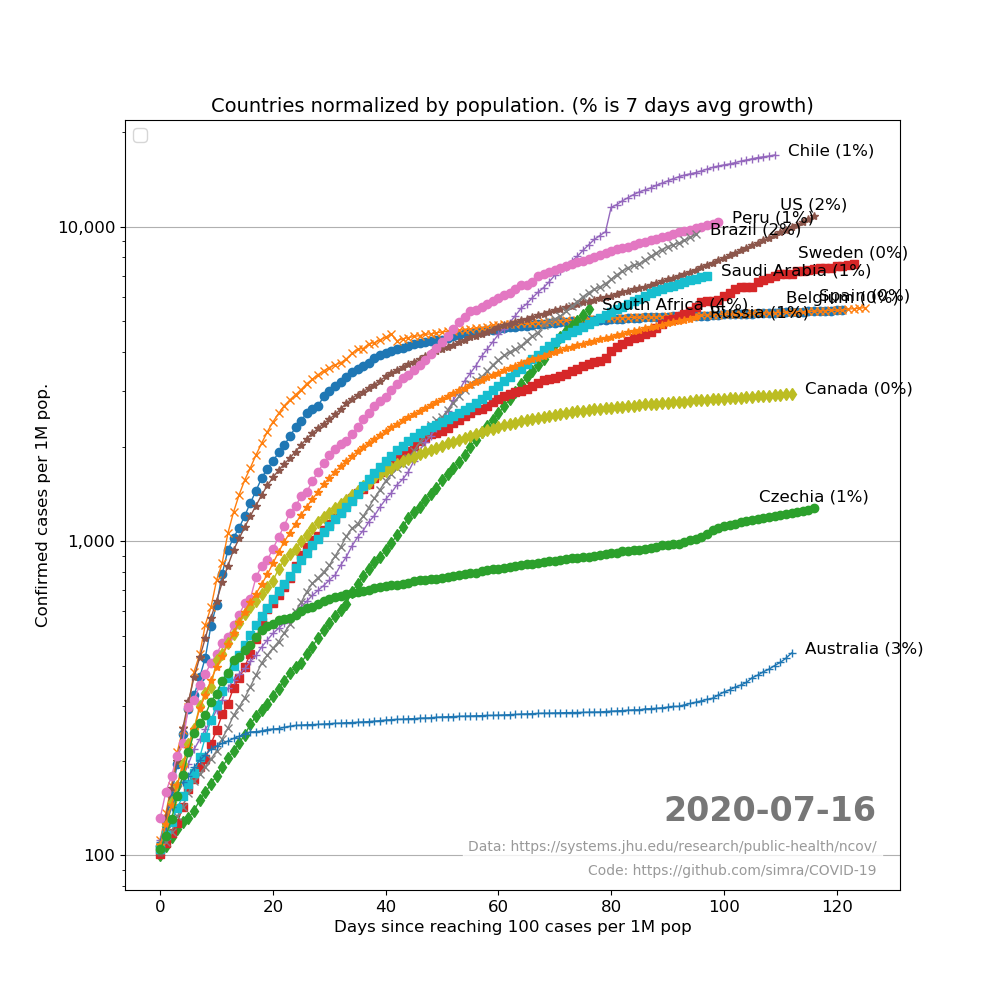 Countries normalized by population. (% is 7 days avg growth)
Chile (1%)
US (2%)
Peru (1%)
Brazil (2%)
Sweden (0%)
Saudi Arabia (1%)
Spain (0%)
Belgium (0%)
South Africa (4%)
Russia (1%)
Canada (0%)
Czechia (1%)
Australia (3%)
10,000
1,000
100
Confirmed cases per 1M pop.
2020-07-16
Data: https://systems.jhu.edu/research/public-health/ncov/
Code: https://github.com/simra/COVID-19
0 20 40 60 80 100 120
Days since reaching 100 cases per 1M pop